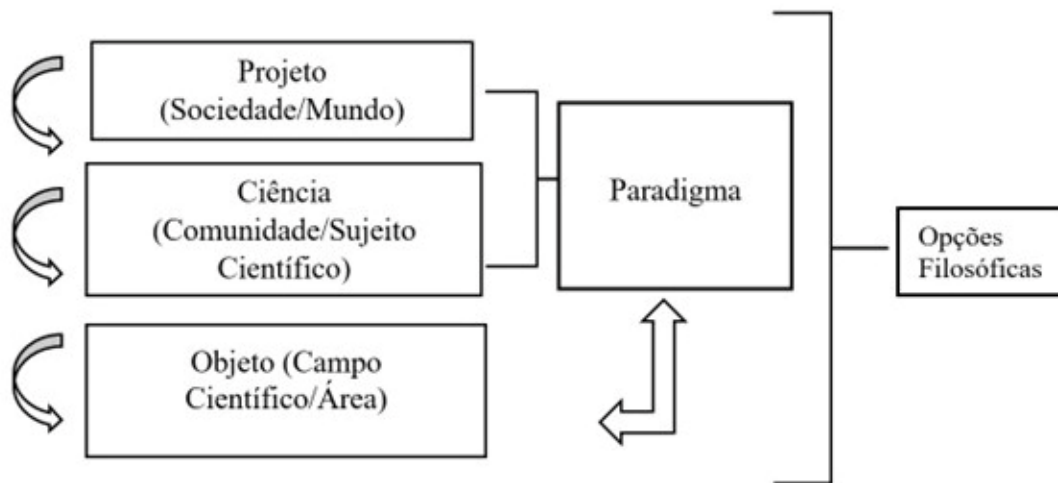 Projeto
(Sociedade/Mundo)
Ciência
(Comunidade/Sujeito
Científico)
Objeto (Campo
Científico/Área)
Paradigma
Opções
Filosóficas